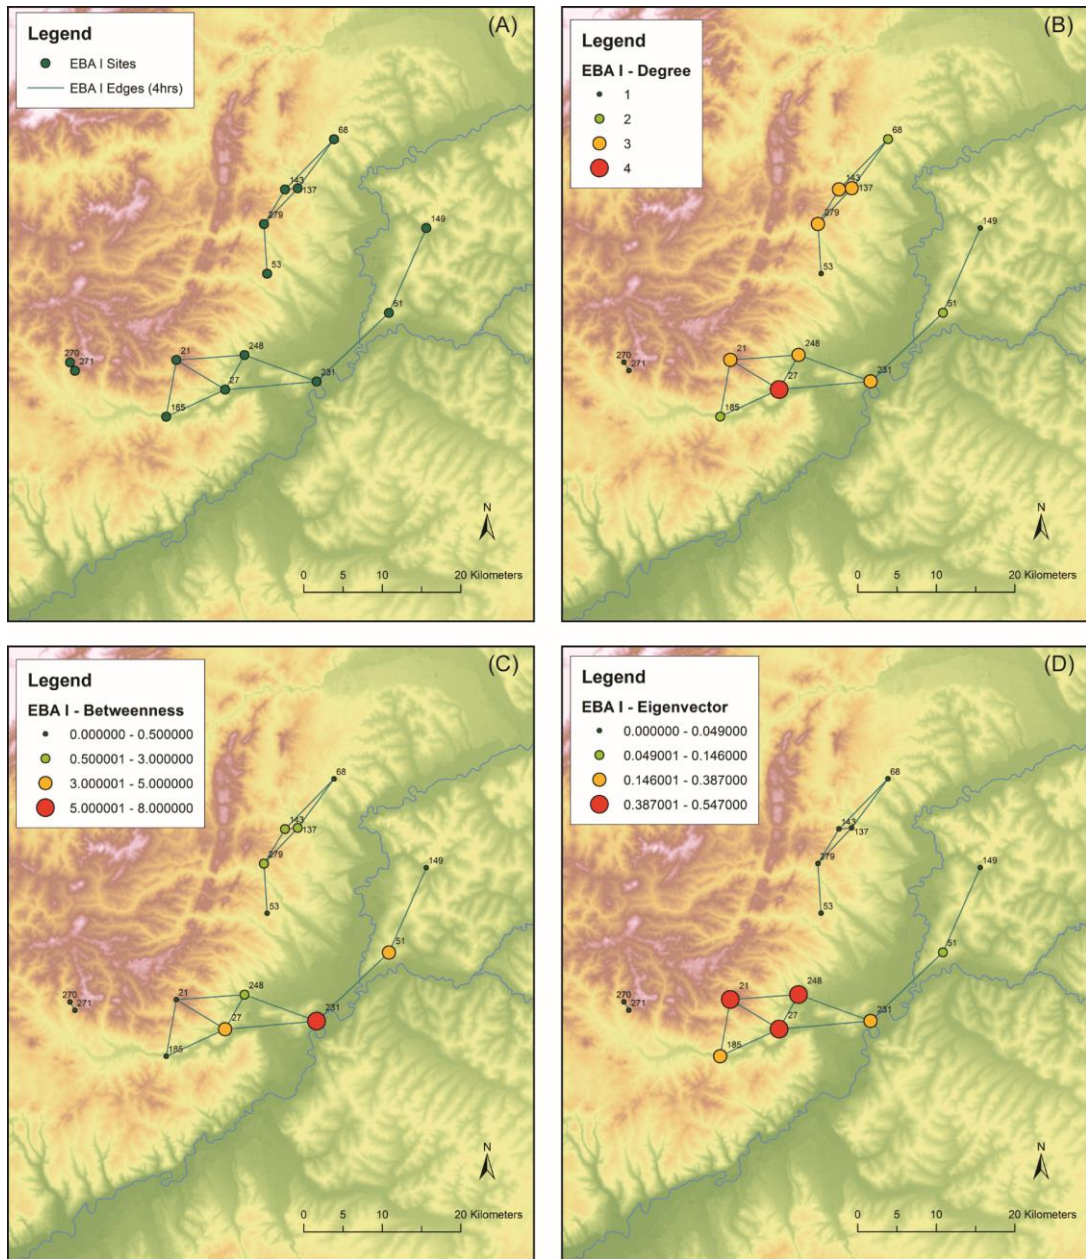 (A)
Legend
EBA I Sites
EBA I Edges (4hrs)
68
143
137
279
149
53
51
270
271
21
248
27
231
185
N
0 5 10 20 Kilometers
(B)
Legend
EBA I - Degree
1
2
3
4
68
143
137
279
149
53
51
270
271
21
248
27
231
185
N
0 5 10 20 Kilometers
(C)
Legend
EBA I - Betweenness
0.000000 - 0.500000
0.500001 - 3.000000
3.000001 - 5.000000
5.000001 - 8.000000
68
143
137
279
149
53
51
270
271
21
248
27
231
185
N
0 5 10 20 Kilometers
(D)
Legend
EBA I - Eigenvector
0.000000 - 0.049000
0.049001 - 0.146000
0.146001 - 0.387000
0.387001 - 0.547000
68
143
137
279
149
53
51
270
271
21
248
27
231
185
N
0 5 10 20 Kilometers